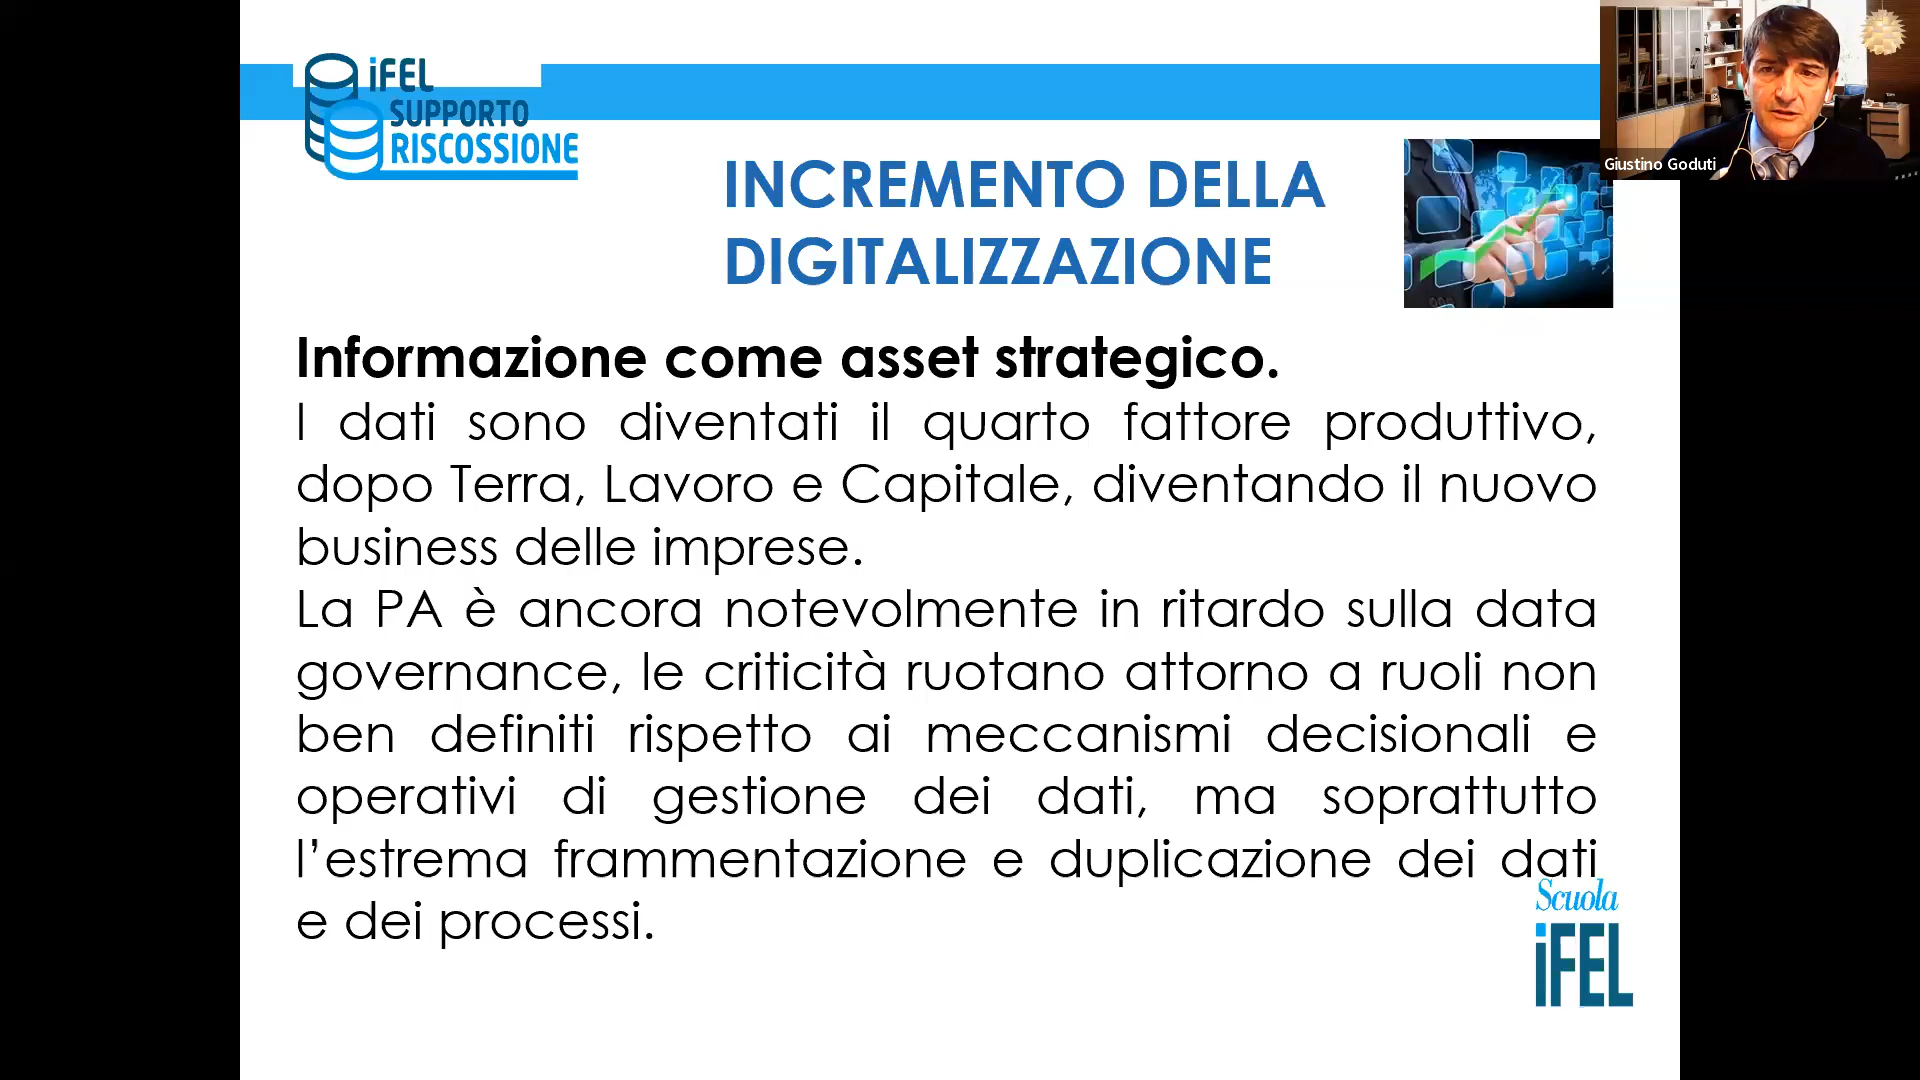 iFEL
SUPPORTO
RISCOSSIONE
Giustino Goduti
INCREMENTO DELLA
DIGITALIZZAZIONE
Informazione come asset strategico.
I dati sono diventati il quarto fattore produttivo,
dopo Terra, Lavoro e Capitale, diventando il nuovo
business delle imprese.
La PA è ancora notevolmente in ritardo sulla data
governance, le criticità ruotano attorno a ruoli non
ben definiti rispetto ai meccanismi decisionali e
operativi di gestione dei dati, ma soprattutto
l’estrema frammentazione e duplicazione dei dati
e dei processi.
Scuola
iFEL